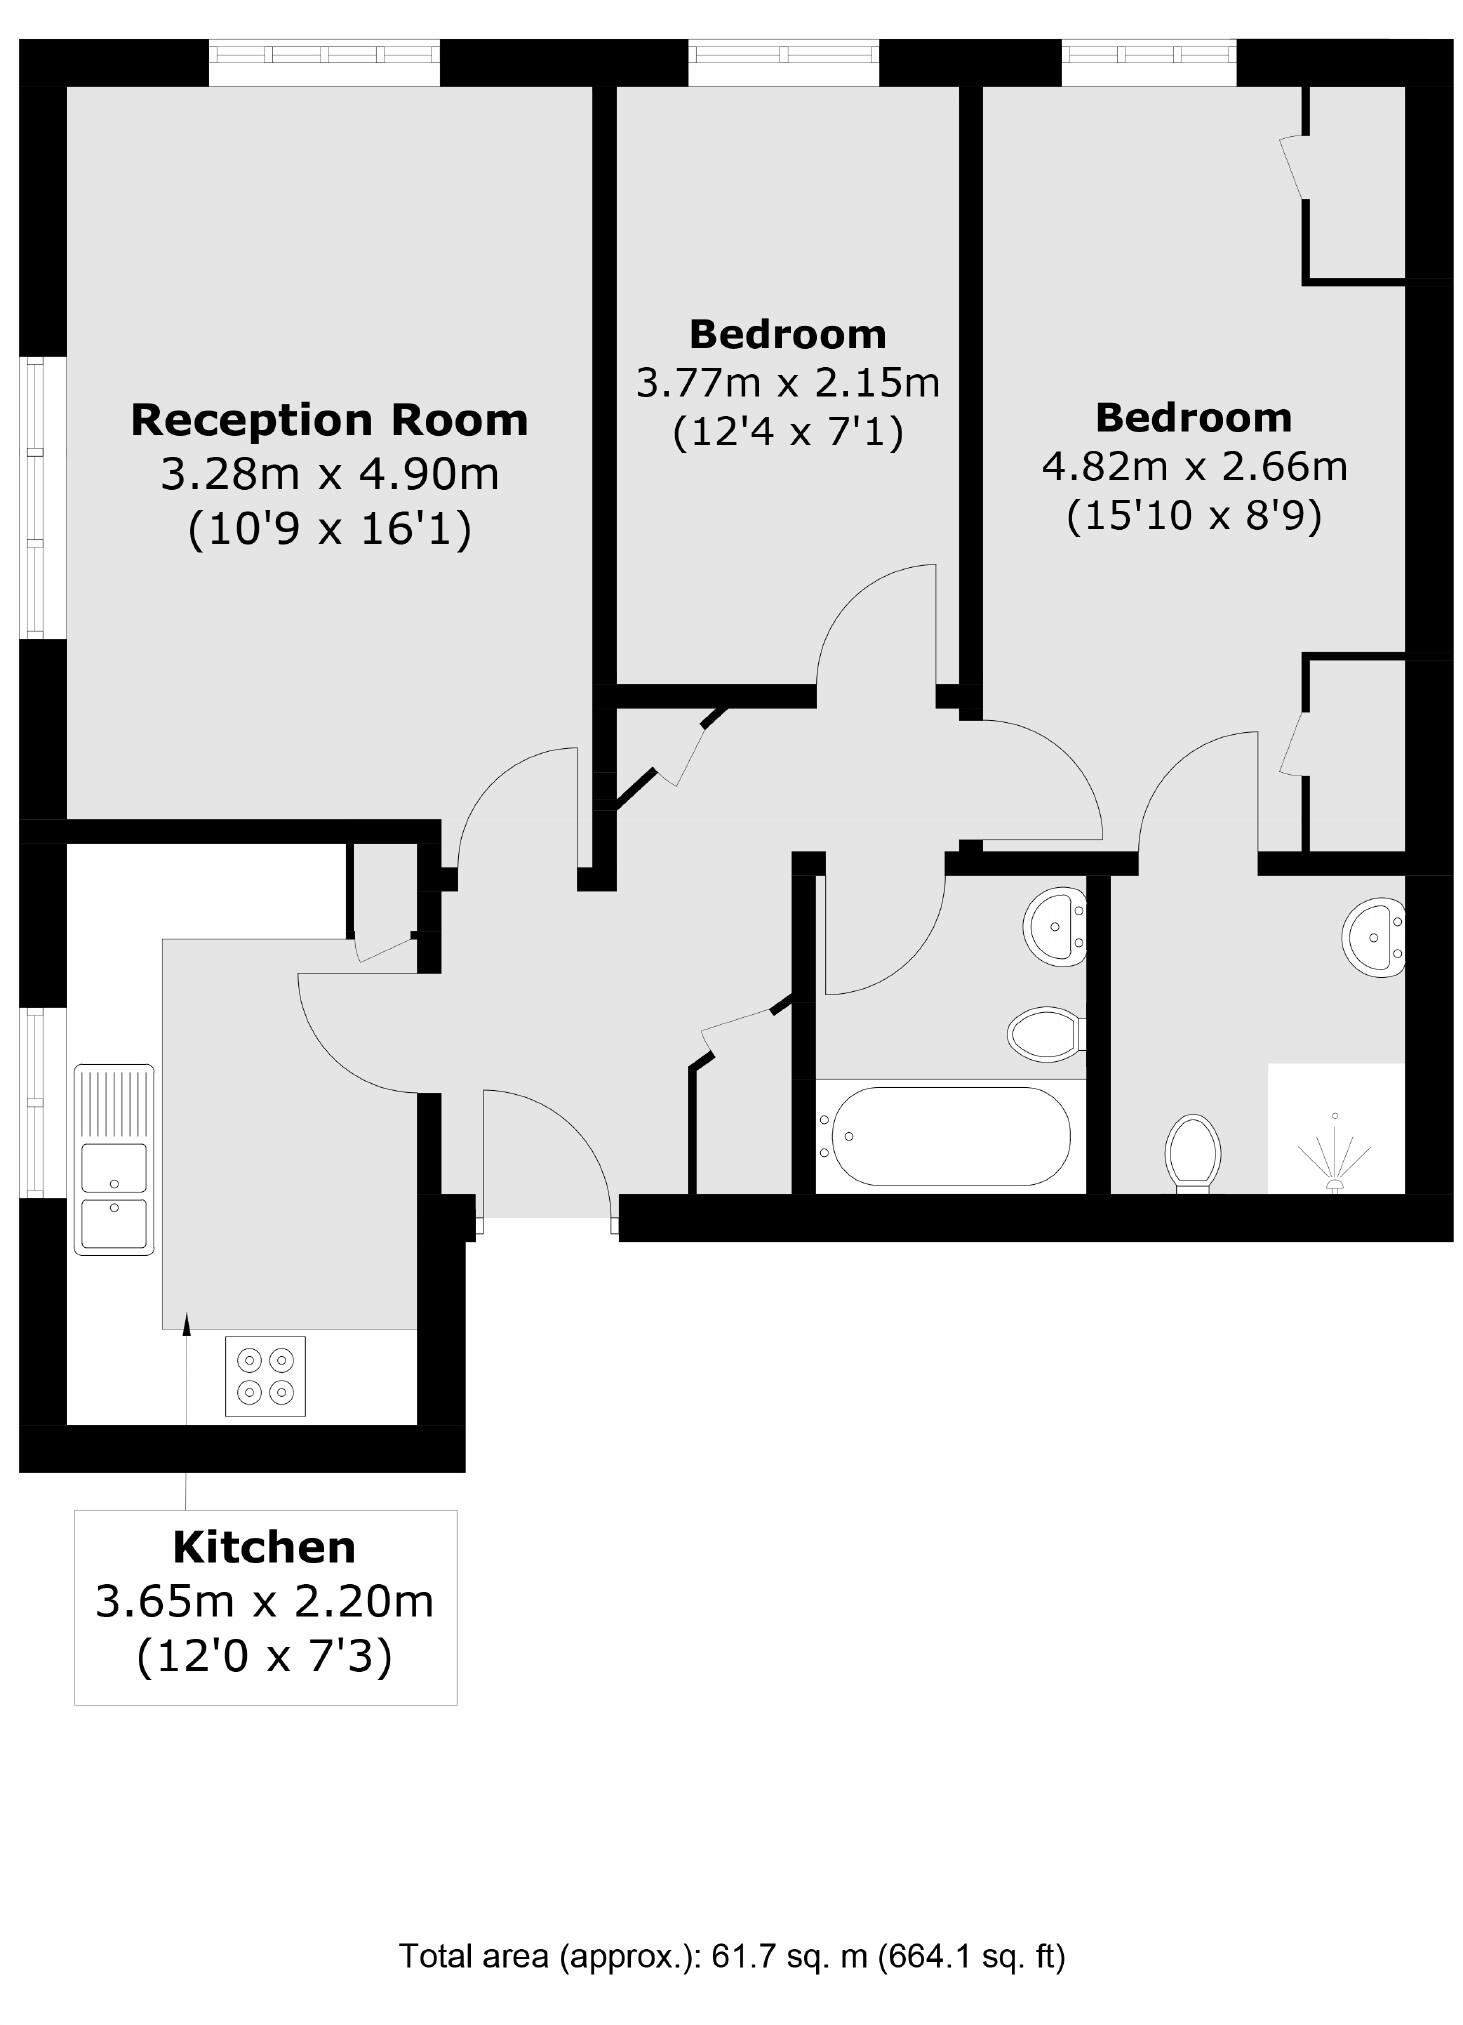 Bedroom
3.77m x 2.15m
(12'4 x 7'1)
Reception Room
3.28m x 4.90m
(10'9 x 16'1)
Bedroom
4.82m x 2.66m
(15'10 x 8'9)
Kitchen
3.65m x 2.20m
(12'0 x 7'3)
Total area (approx.): 61.7 sq. m (664.1 sq. ft)